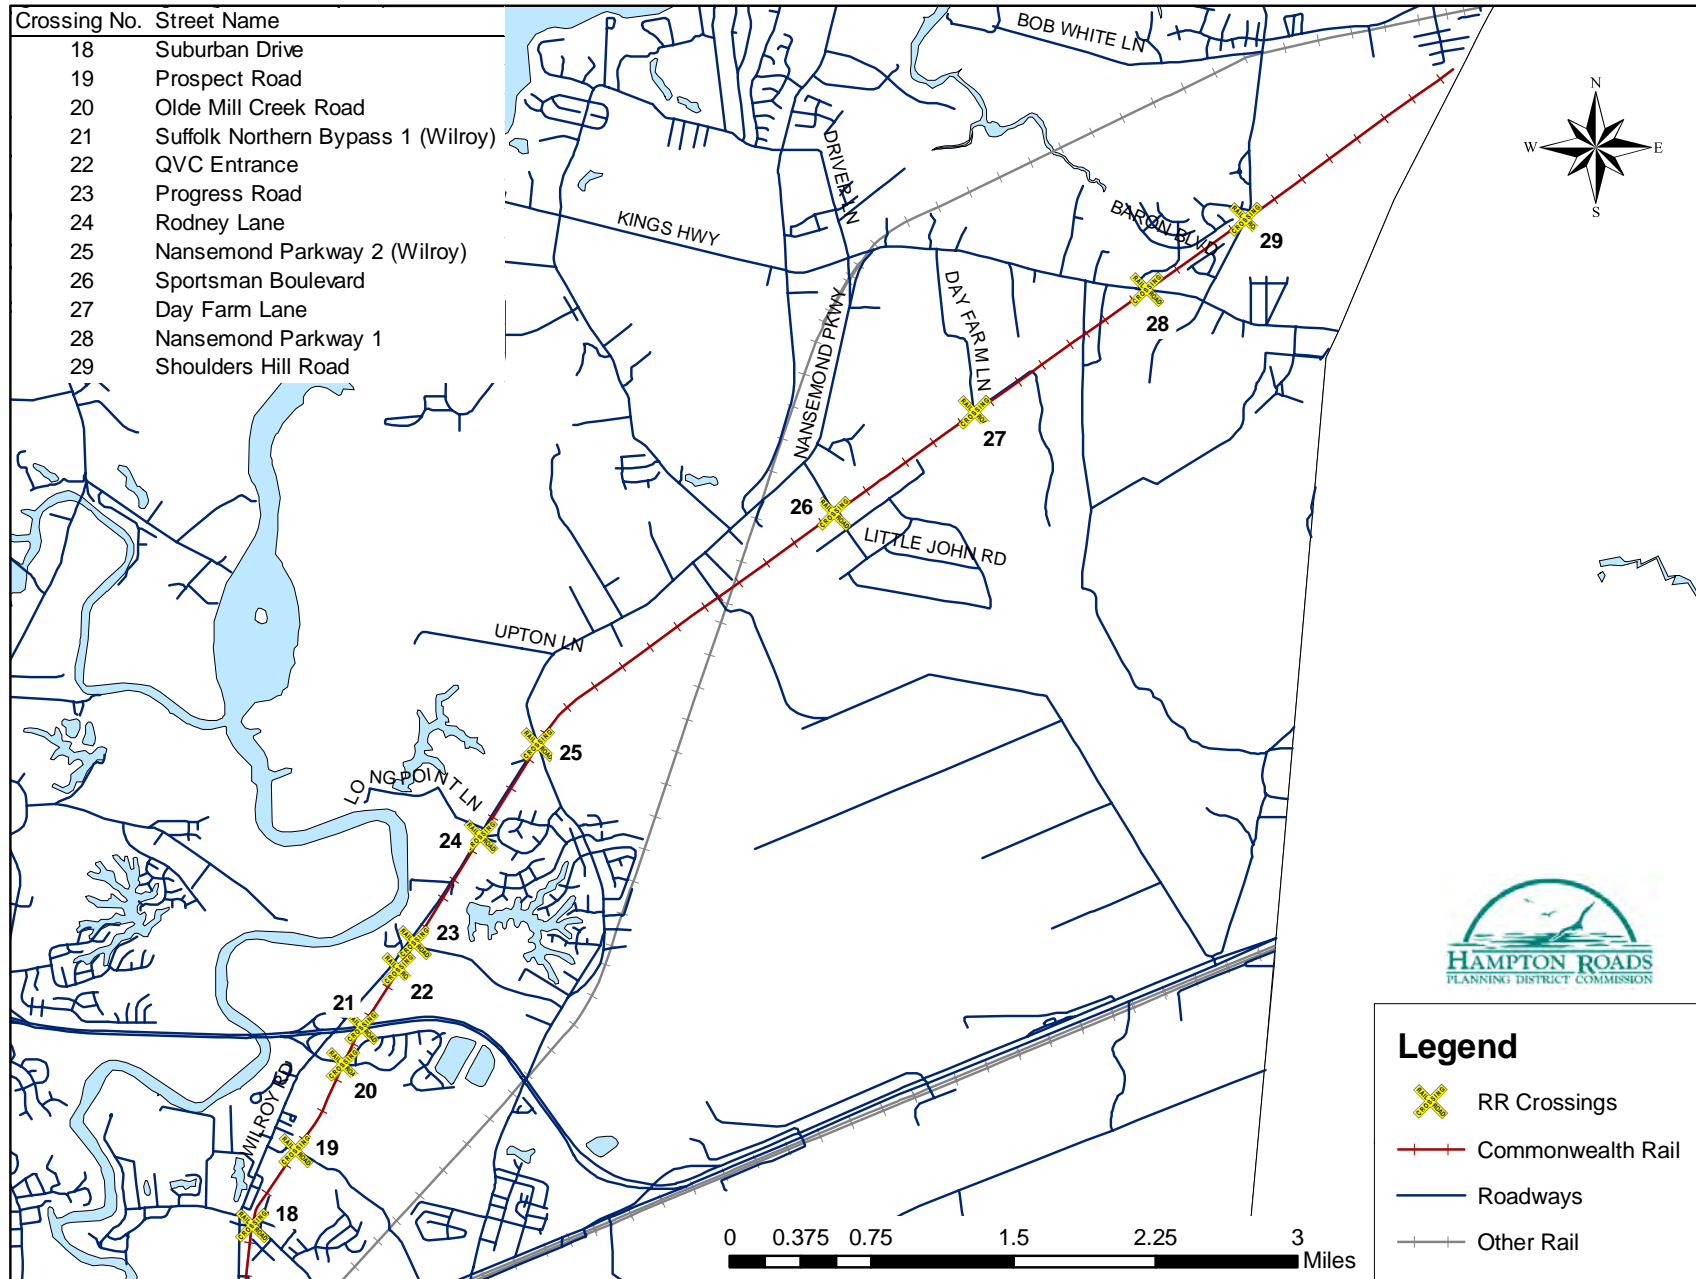 Crossing No. Street Name
18 Suburban Drive
19 Prospect Road
20 Olde Mill Creek Road
21 Suffolk Northern Bypass 1 (Wilroy)
22 QVC Entrance
23 Progress Road
24 Rodney Lane
25 Nansemond Parkway 2 (Wilroy)
26 Sportsman Boulevard
27 Day Farm Lane
28 Nansemond Parkway 1
29 Shoulders Hill Road
BOB WHITE LN
N
W E
S
DRIVER LN
KINGS HWY
BARON BLVD
29
DAY FARM LN
NANSEMOND PKWY
28
27
26
LITTLE JOHN RD
UPTON LN
25
LONGPOINT LN
24
23
22
21
20
WILROY RD
19
18
HAMPTON ROADS
PLANNING DISTRICT COMMISSION
Legend
RAIL ROAD CROSSING
RR Crossings
Commonwealth Rail
Roadways
Other Rail
0 0.375 0.75 1.5 2.25 3
Miles